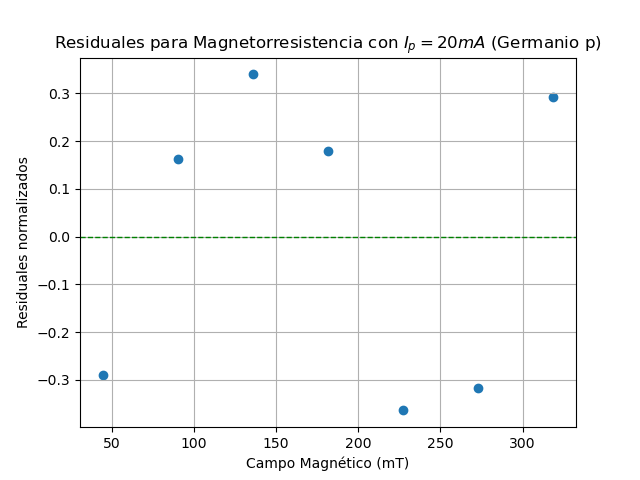 Residuales para Magnetorresistencia con $I_p = 20mA$ (Germanio p)
Residuales normalizados
0.3
0.2
0.1
0.0
−0.1
−0.2
−0.3
50 100 150 200 250 300
Campo Magnético (mT)